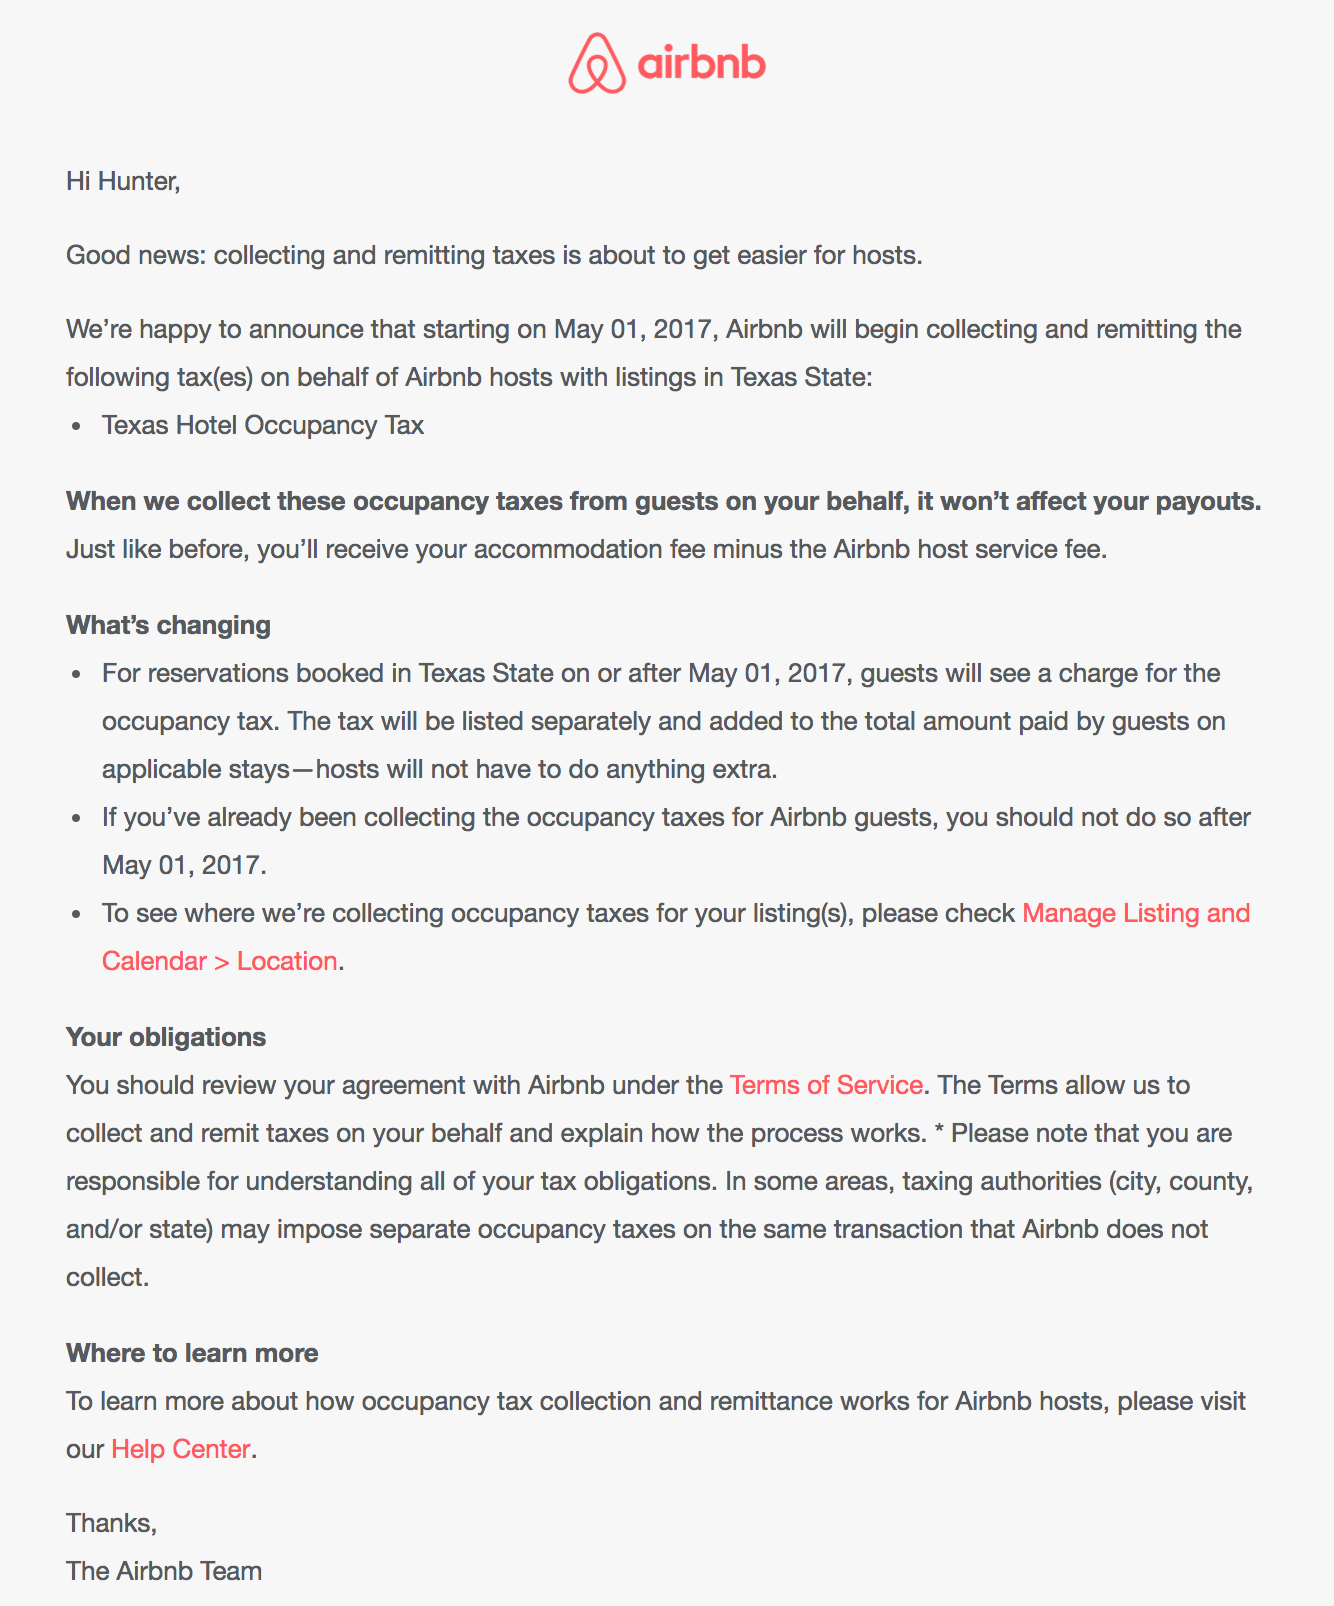 airbnb
Hi Hunter,
Good news: collecting and remitting taxes is about to get easier for hosts.
We’re happy to announce that starting on May 01, 2017, Airbnb will begin collecting and remitting the
following tax(es) on behalf of Airbnb hosts with listings in Texas State:
• Texas Hotel Occupancy Tax
When we collect these occupancy taxes from guests on your behalf, it won’t affect your payouts.
Just like before, you’ll receive your accommodation fee minus the Airbnb host service fee.
What’s changing
• For reservations booked in Texas State on or after May 01, 2017, guests will see a charge for the
occupancy tax. The tax will be listed separately and added to the total amount paid by guests on
applicable stays—hosts will not have to do anything extra.
• If you’ve already been collecting the occupancy taxes for Airbnb guests, you should not do so after
May 01, 2017.
• To see where we’re collecting occupancy taxes for your listing(s), please check Manage Listing and
Calendar > Location.
Your obligations
You should review your agreement with Airbnb under the Terms of Service. The Terms allow us to
collect and remit taxes on your behalf and explain how the process works. * Please note that you are
responsible for understanding all of your tax obligations. In some areas, taxing authorities (city, county,
and/or state) may impose separate occupancy taxes on the same transaction that Airbnb does not
collect.
Where to learn more
To learn more about how occupancy tax collection and remittance works for Airbnb hosts, please visit
our Help Center.
Thanks,
The Airbnb Team